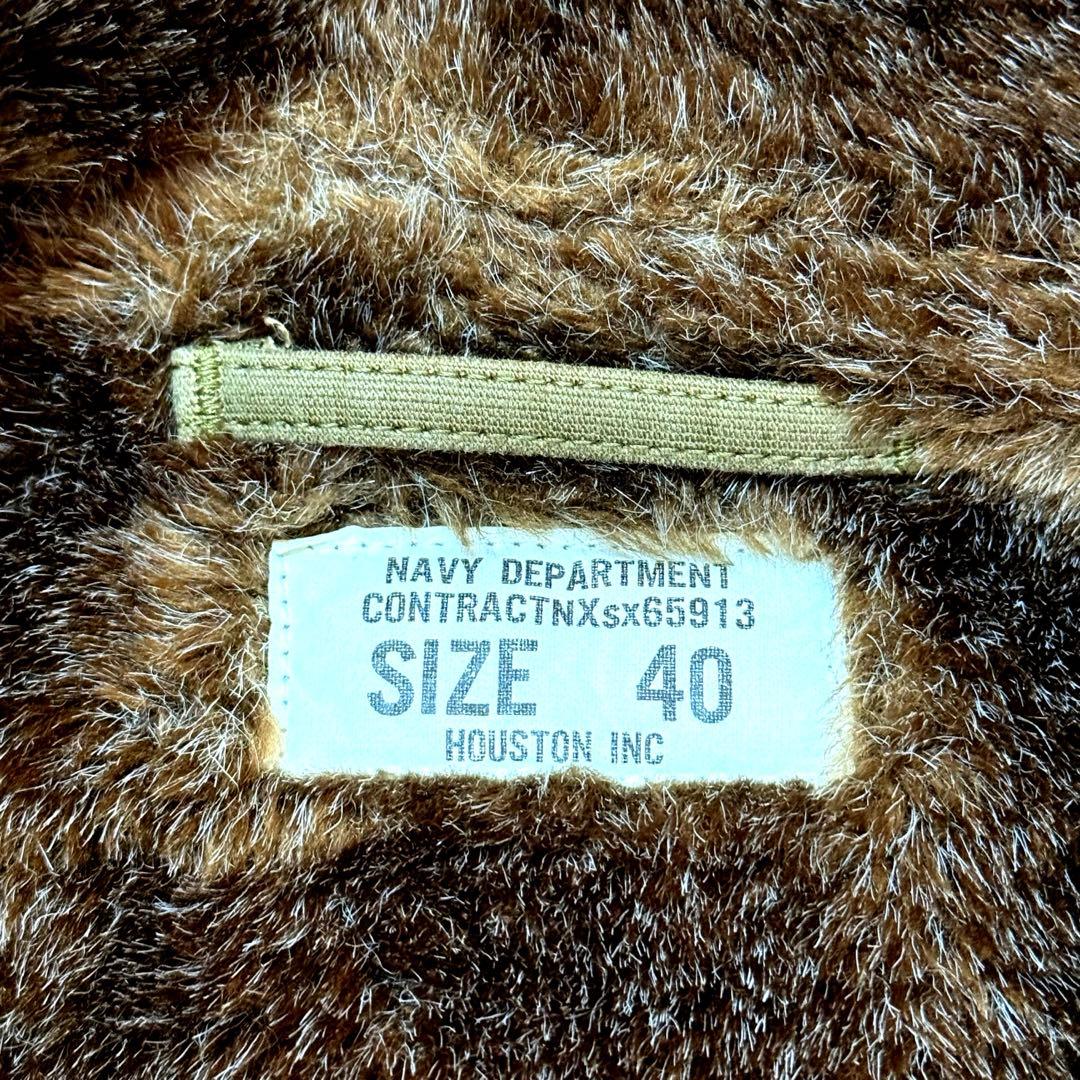 NAVY DEPARTMENT
CONTRACTNXsx65913
SIZE 40
HOUSTON INC